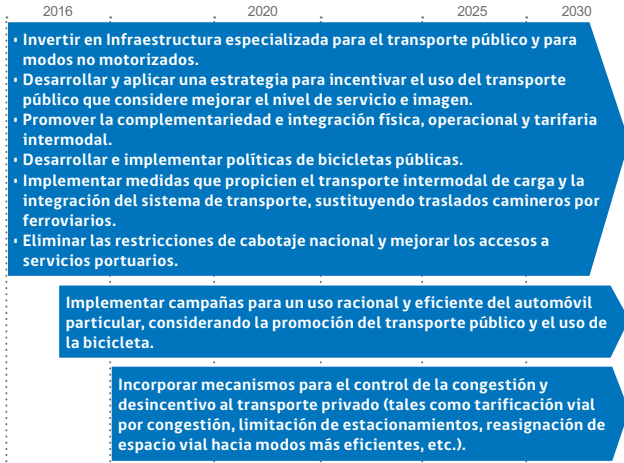 2016 2020 2025 2030
• Invertir en Infraestructura especializada para el transporte público y para
modos no motorizados.
• Desarrollar y aplicar una estrategia para incentivar el uso del transporte
público que considere mejorar el nivel de servicio e imagen.
• Promover la complementariedad e integración física, operacional y tarifaria
intermodal.
• Desarrollar e implementar políticas de bicicletas públicas.
• Implementar medidas que propicien el transporte intermodal de carga y la
integración del sistema de transporte, sustituyendo traslados camineros por
ferroviarios.
• Eliminar las restricciones de cabotaje nacional y mejorar los accesos a
servicios portuarios.
Implementar campañas para un uso racional y eficiente del automóvil
particular, considerando la promoción del transporte público y el uso de
la bicicleta.
Incorporar mecanismos para el control de la congestión y
desincentivo al transporte privado (tales como tarificación vial
por congestión, limitación de estacionamientos, reasignación de
espacio vial hacia modos más eficientes, etc.).